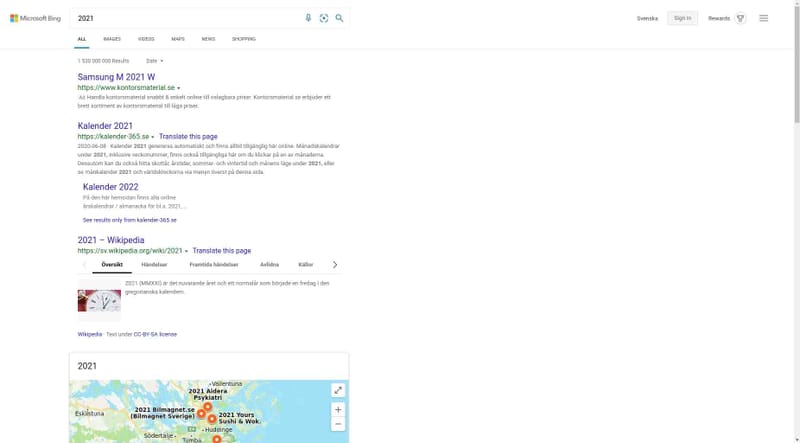 Microsoft Bing
2021
Svenska
Sign in
Rewards
ALL IMAGES VIDEOS MAPS NEWS SHOPPING
1 520 000 000 Results Date
Samsung M 2021 W
https://www.kontorsmaterial.se
Ad Handla kontorsmaterial snabbt & enkelt online till oslagbara priser. Kontorsmaterial.se erbjuder ett
brett sortiment av kontorsmaterial till låga priser.
Kalender 2021
https://kalender-365.se Translate this page
2020-06-08 · Kalender 2021 genereras automatiskt och finns alltid tillgänglig här online. Månadskalendrar
under 2021, inklusive veckonummer, finns också tillgängliga här om du klickar på en av månaderna.
Dessutom kan du också hitta skottår, årstider, sommar- och vintertid och månens läge under 2021, eller
se månkalender 2021 och världsklockorna via menyn överst på denna sida.
Kalender 2022
På den här hemsidan finns alla online
årskalendrar / almanacka för bl.a. 2021, ...
See results only from kalender-365.se
2021 – Wikipedia
https://sv.wikipedia.org/wiki/2021 Translate this page
Översikt Händelser Framtida händelser Avlidna Källor
2021 (MMXXI) är det nuvarande året och ett normalår som började en fredag i den
gregorianska kalendern.
Wikipedia · Text under CC-BY-SA license
2021
Vallentuna
2021 Aidera
Psykiatri
2021 Bilmagnet.se
(Bilmagnet Sverige)
2021 Yours
Sushi & Wok.
Eskilstuna
Huddinge
Södertälje
Tumba